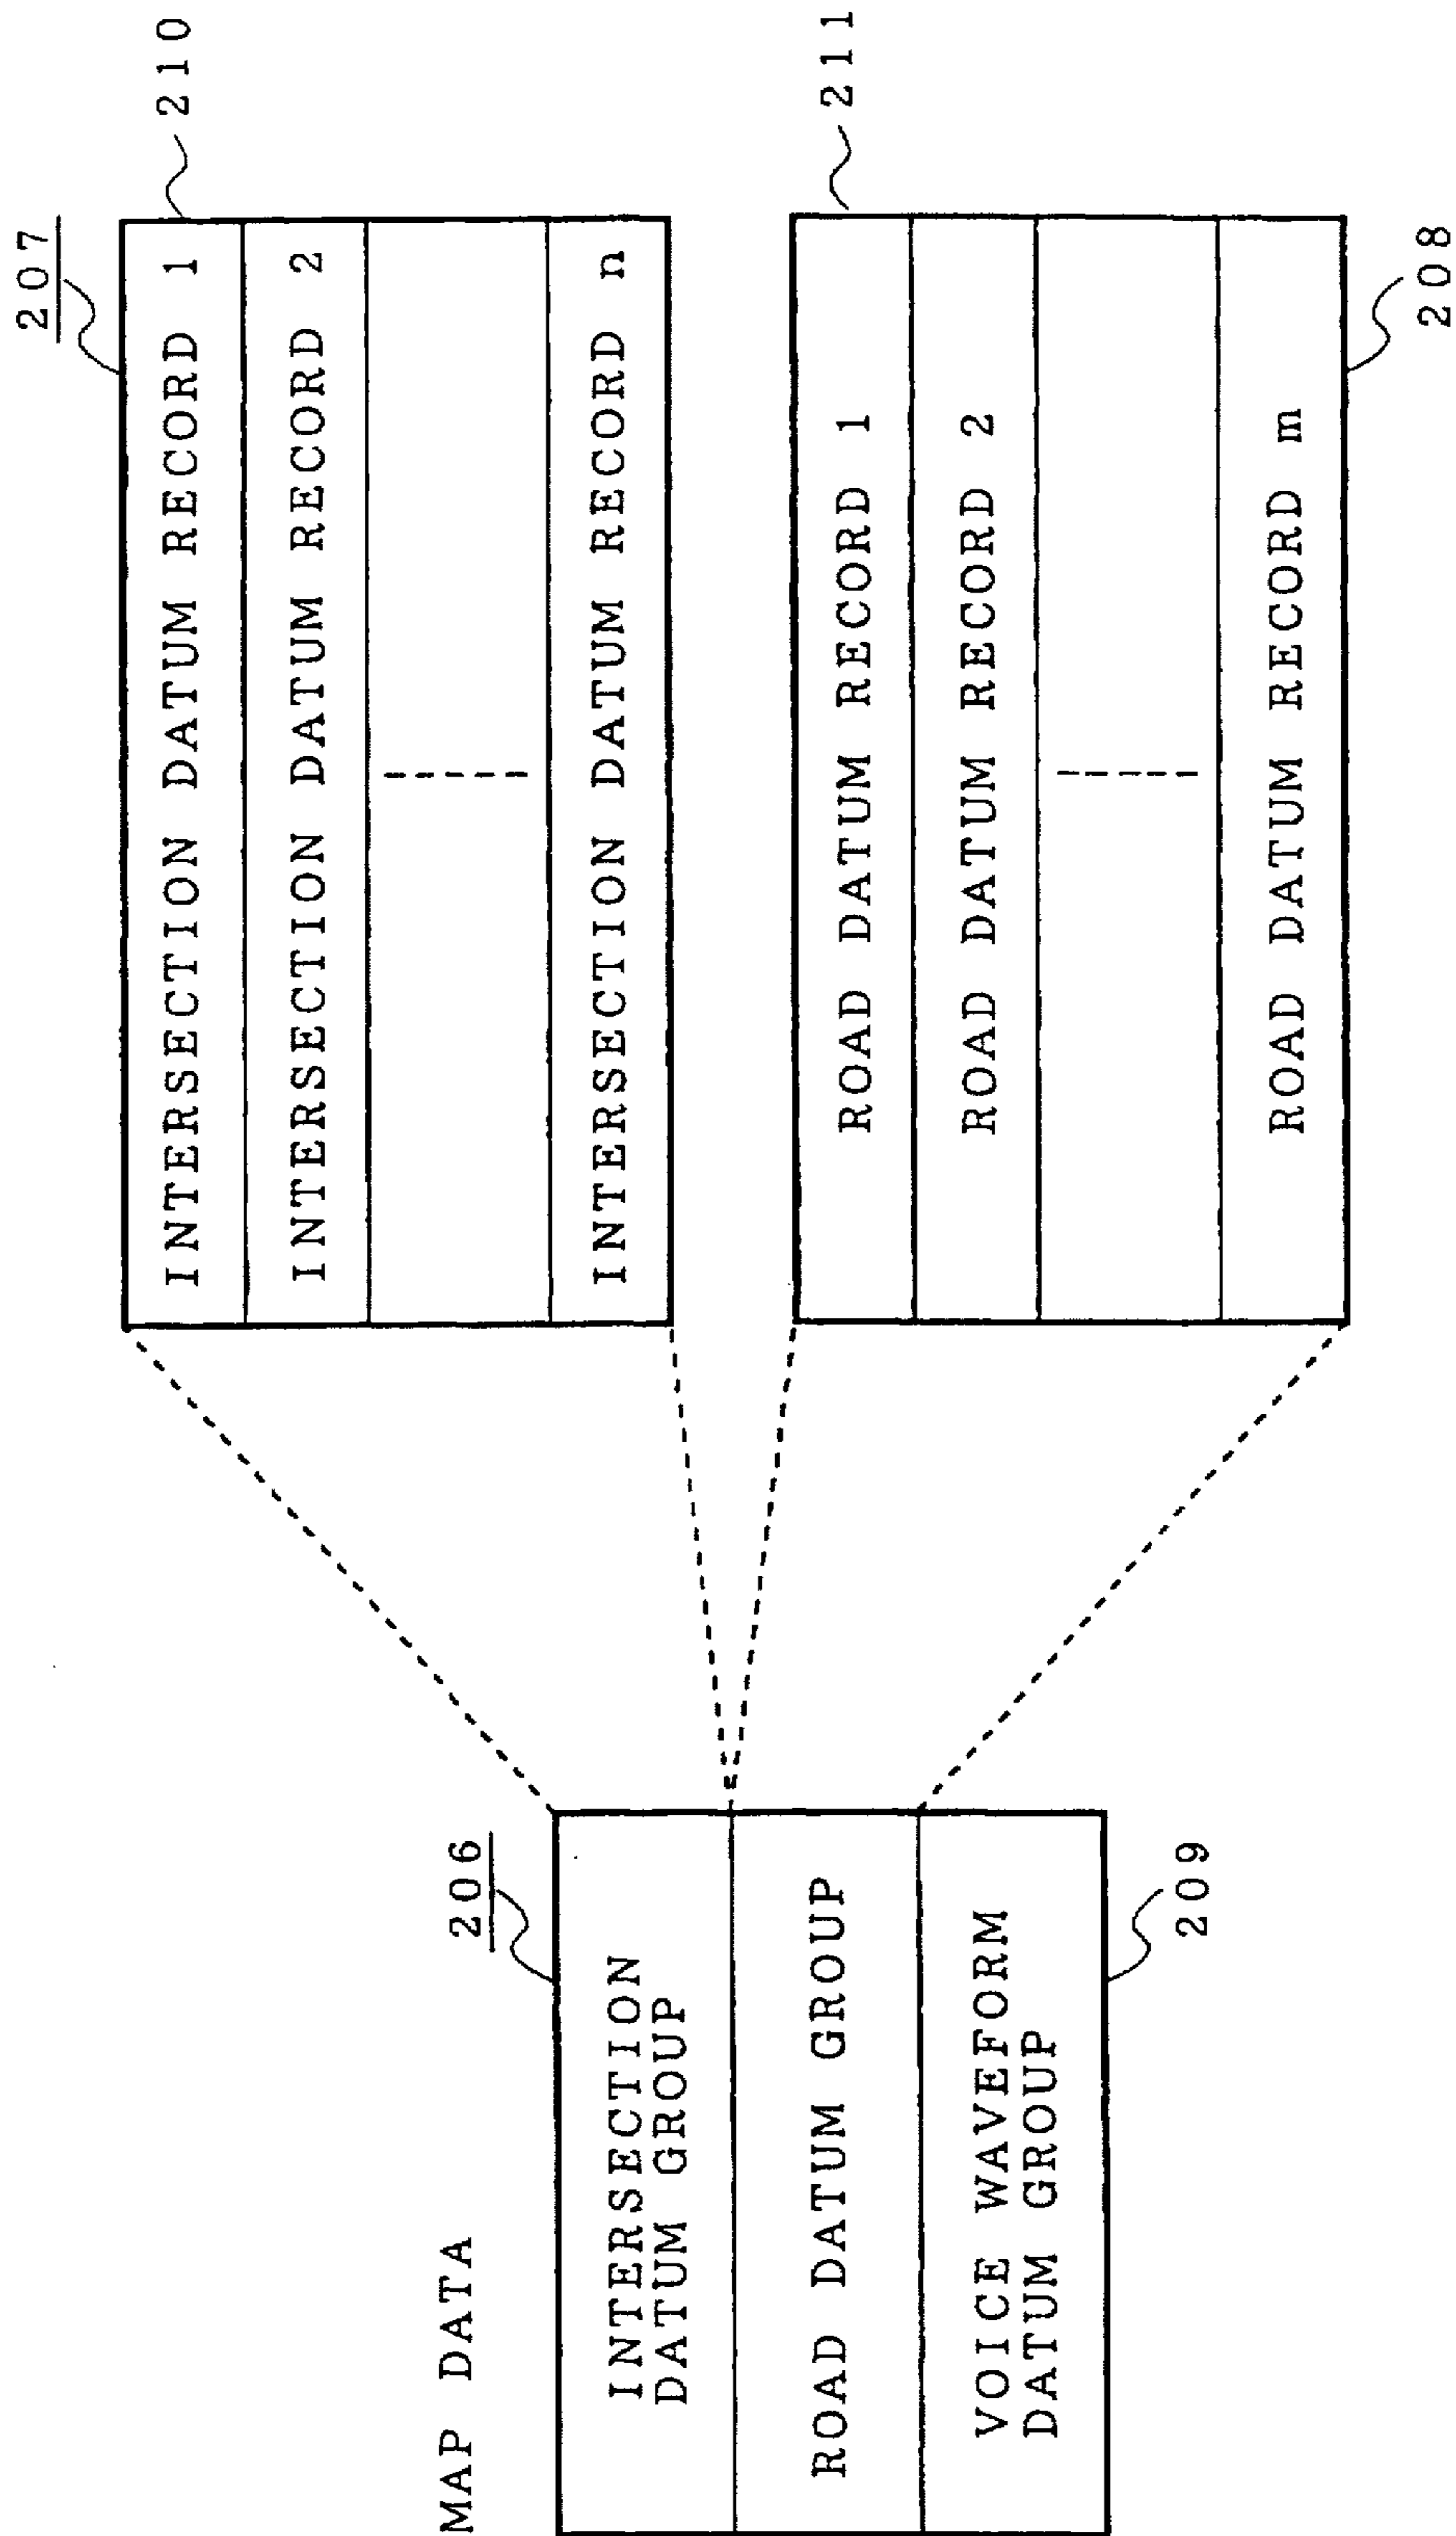 MAP DATA
206
INTERSECTION
DATUM GROUP
ROAD DATUM GROUP
VOICE WAVEFORM
DATUM GROUP
209
207
INTERSECTION DATUM RECORD 1
210
INTERSECTION DATUM RECORD 2
INTERSECTION DATUM RECORD n
ROAD DATUM RECORD 1
211
ROAD DATUM RECORD 2
ROAD DATUM RECORD m
208